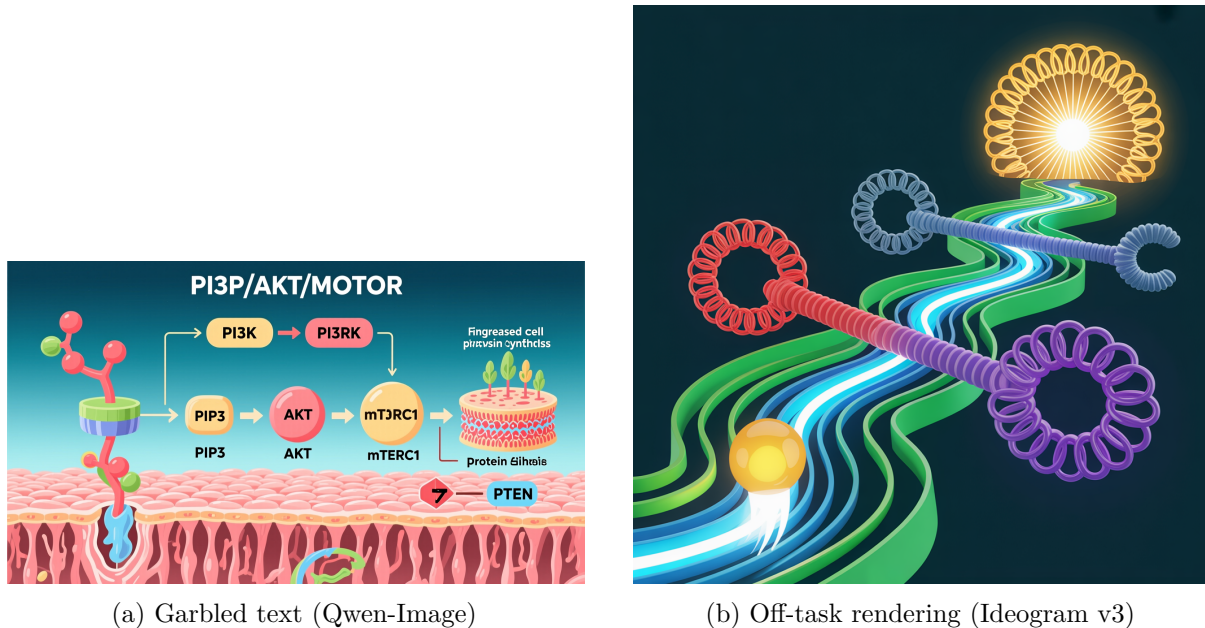 PI3P/AKT/MOTOR
PI3K
PI3RK
Fingreased cell
PIP3
AKT
mTƆRC1
PIP3
AKT
mTERC1
protein
PTEN
(a) Garbled text (Qwen-Image)
(b) Off-task rendering (Ideogram v3)